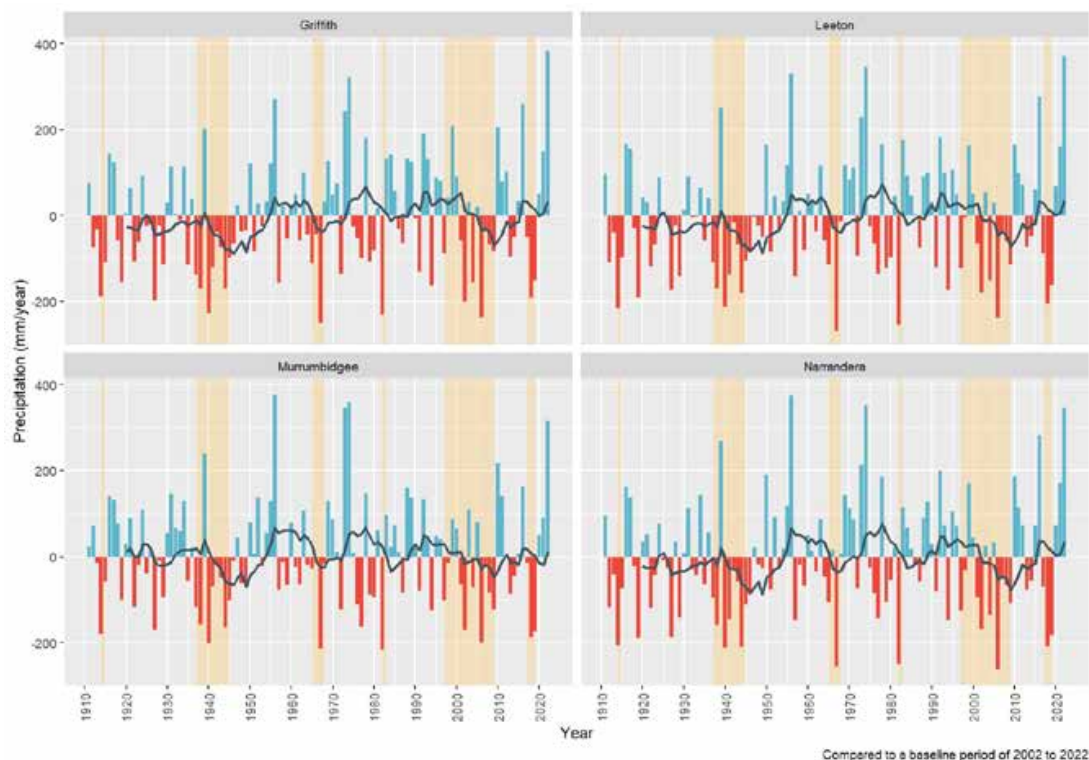 Griffith
Leeton
400
200
0
-200
Murrumbidgee
Narrandera
400
200
0
-200
Precipitation (mm/year)
1910 1920 1930 1940 1950 1960 1970 1980 1990 2000 2010 2020
1910 1920 1930 1940 1950 1960 1970 1980 1990 2000 2010 2020
Year
Compared to a baseline period of 2002 to 2022